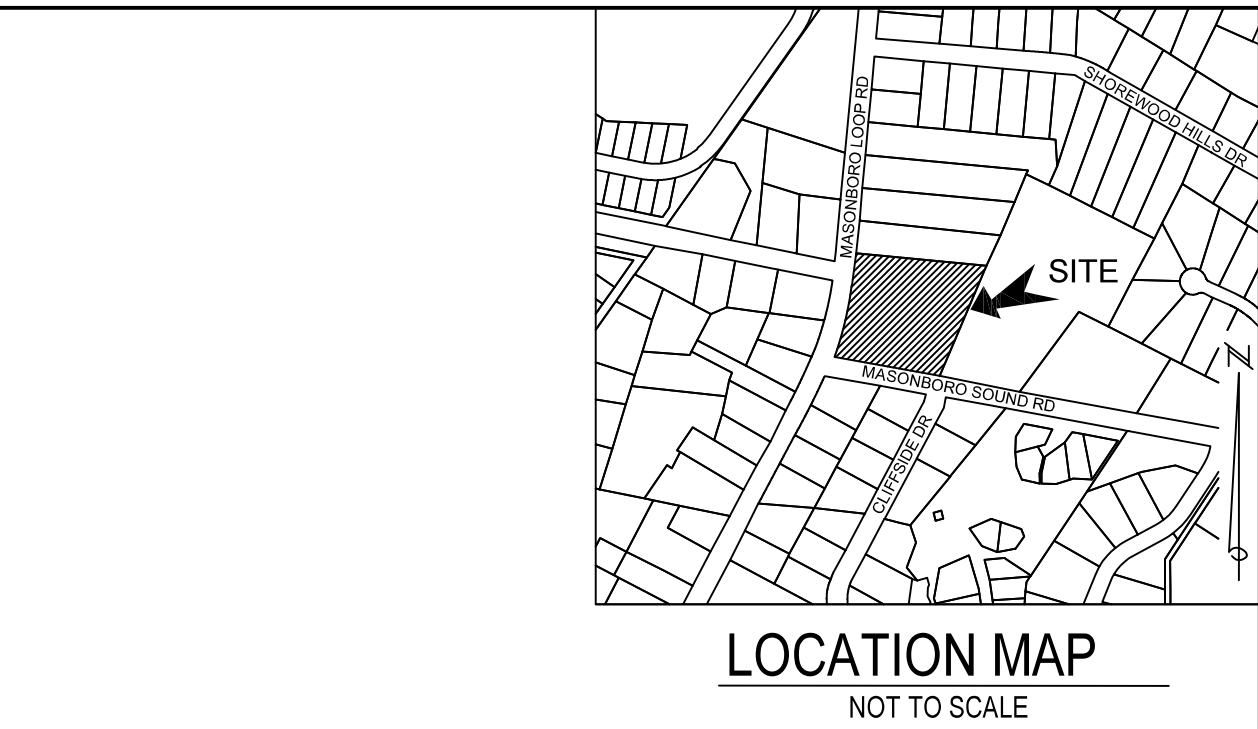 SHOREWOOD HILLS DR
MASONBORO LOOP RD
SITE
N
MASONBORO SOUND RD
CLIFFSIDE DR
LOCATION MAP
NOT TO SCALE